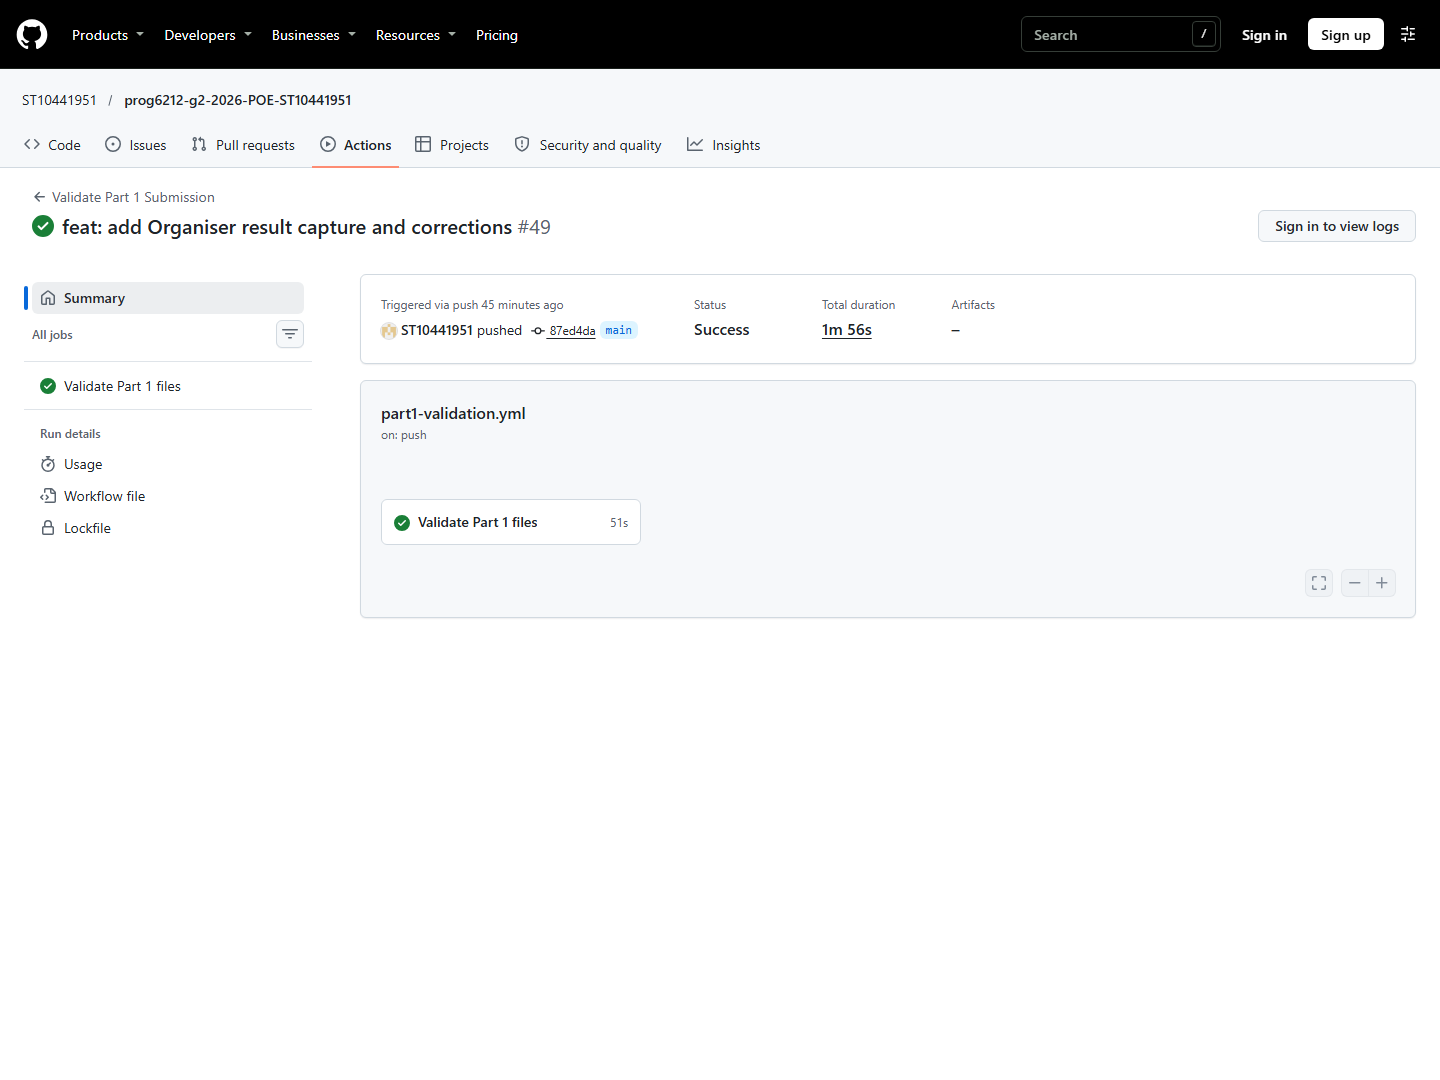 Products Developers Businesses Resources Pricing Search / Sign in Sign up
ST10441951 / prog6212-g2-2026-POE-ST10441951
Code Issues Pull requests Actions Projects Security and quality Insights
Validate Part 1 Submission
feat: add Organiser result capture and corrections #49
Sign in to view logs
Summary
All jobs
Validate Part 1 files
Run details
Usage
Workflow file
Lockfile
Triggered via push 45 minutes ago
ST10441951 pushed 87ed4da main
Status
Success
Total duration
1m 56s
Artifacts
–
part1-validation.yml
on: push
Validate Part 1 files 51s